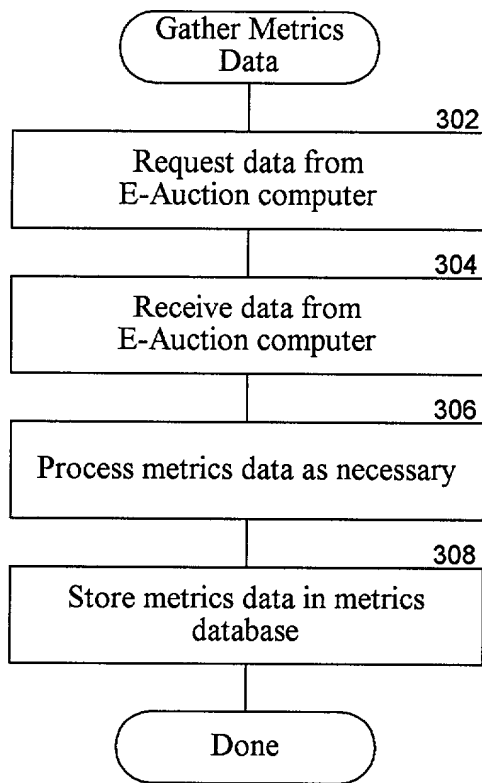 Gather Metrics
Data
302
Request data from
E-Auction computer
304
Receive data from
E-Auction computer
306
Process metrics data as necessary
308
Store metrics data in metrics
database
Done